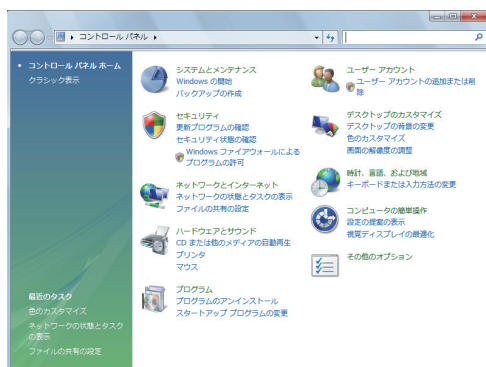 コントロール パネル
コントロール パネル ホーム
クラシック表示
システムとメンテナンス
Windows の開始
バックアップの作成
セキュリティ
更新プログラムの確認
セキュリティ状態の確認
Windows ファイアウォールによる
プログラムの許可
ネットワークとインターネット
ネットワークの状態とタスクの表示
ファイルの共有の設定
ハードウェアとサウンド
CD または他のメディアの自動再生
プリンタ
マウス
プログラム
プログラムのアンインストール
スタートアップ プログラムの変更
ユーザー アカウント
ユーザー アカウントの追加または削
除
デスクトップのカスタマイズ
デスクトップの背景の変更
色のカスタマイズ
画面の解像度の調整
時計、言語、および地域
キーボードまたは入力方法の変更
コンピュータの簡単操作
設定の提案の表示
視覚ディスプレイの最適化
その他のオプション
最近のタスク
色のカスタマイズ
ネットワークの状態とタスク
の表示
ファイルの共有の設定